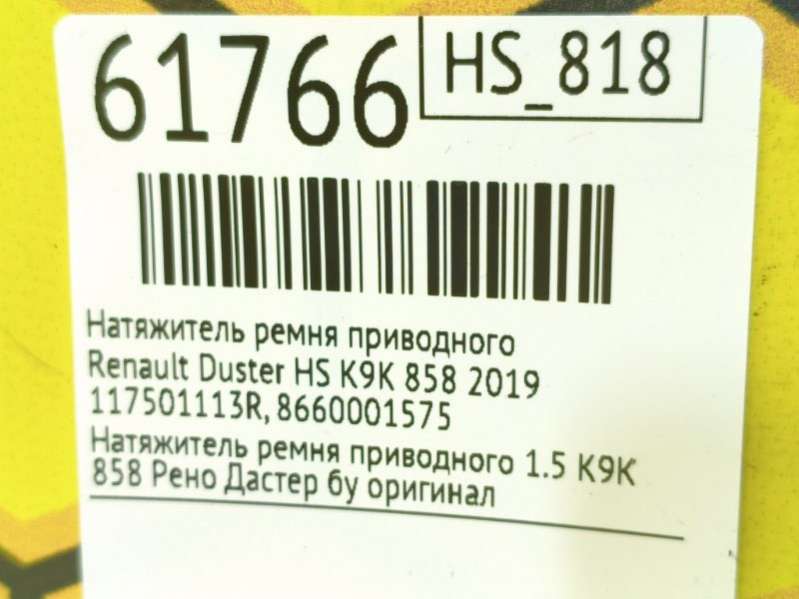 61766
HS_818
Натяжитель ремня приводного
Renault Duster HS K9K 858 2019
117501113R, 8660001575
Натяжитель ремня приводного 1.5 K9K
858 Рено Дастер бу оригинал